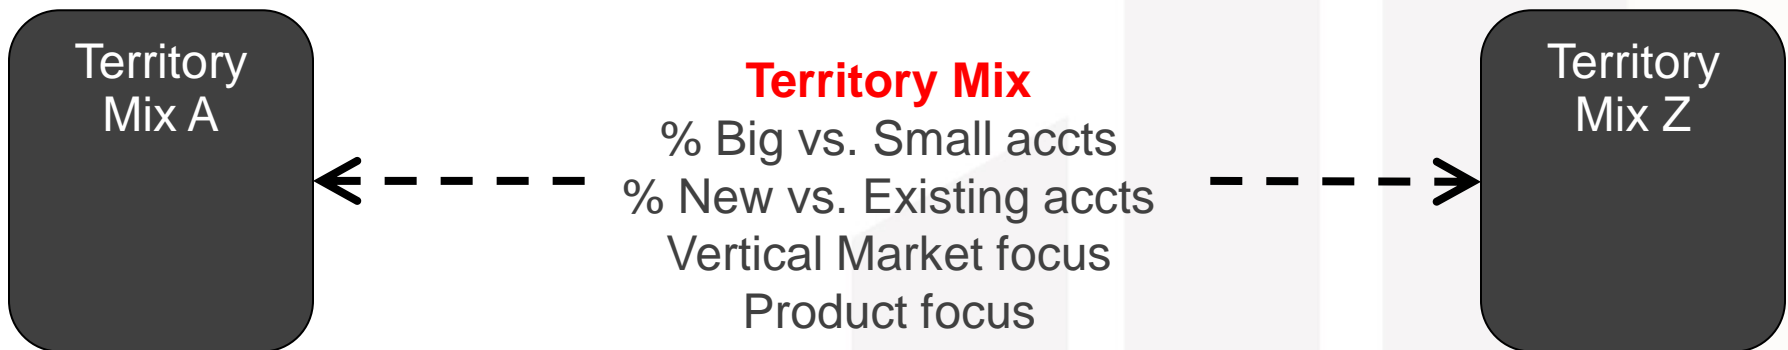 Territory
Mix A
Territory Mix
% Big vs. Small accts
% New vs. Existing accts
Vertical Market focus
Product focus
Territory
Mix Z